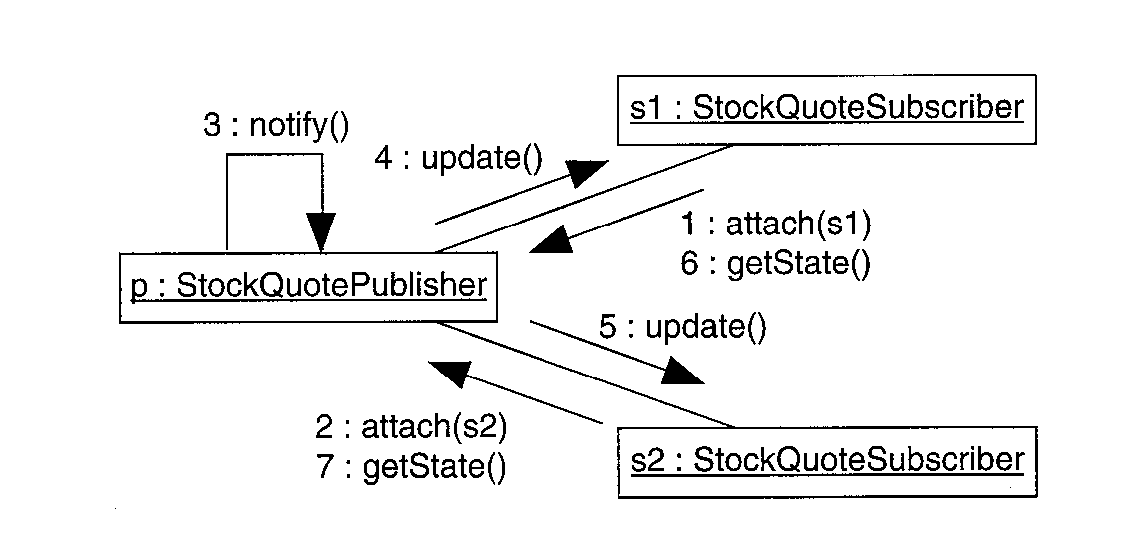 s1 : StockQuoteSubscriber
3 : notify()
4 : update()
1 : attach(s1)
6 : getState()
p : StockQuotePublisher
5 : update()
2 : attach(s2)
7 : getState()
s2 : StockQuoteSubscriber